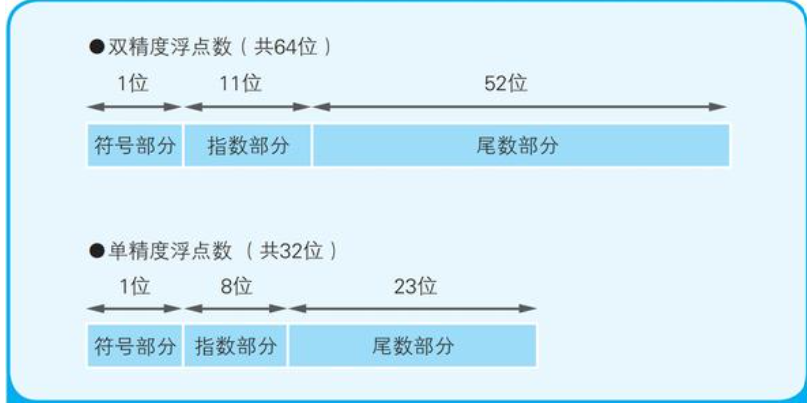 ●双精度浮点数（共64位）
1位 11位 52位
符号部分 指数部分 尾数部分
●单精度浮点数 （共32位）
1位 8位 23位
符号部分 指数部分 尾数部分